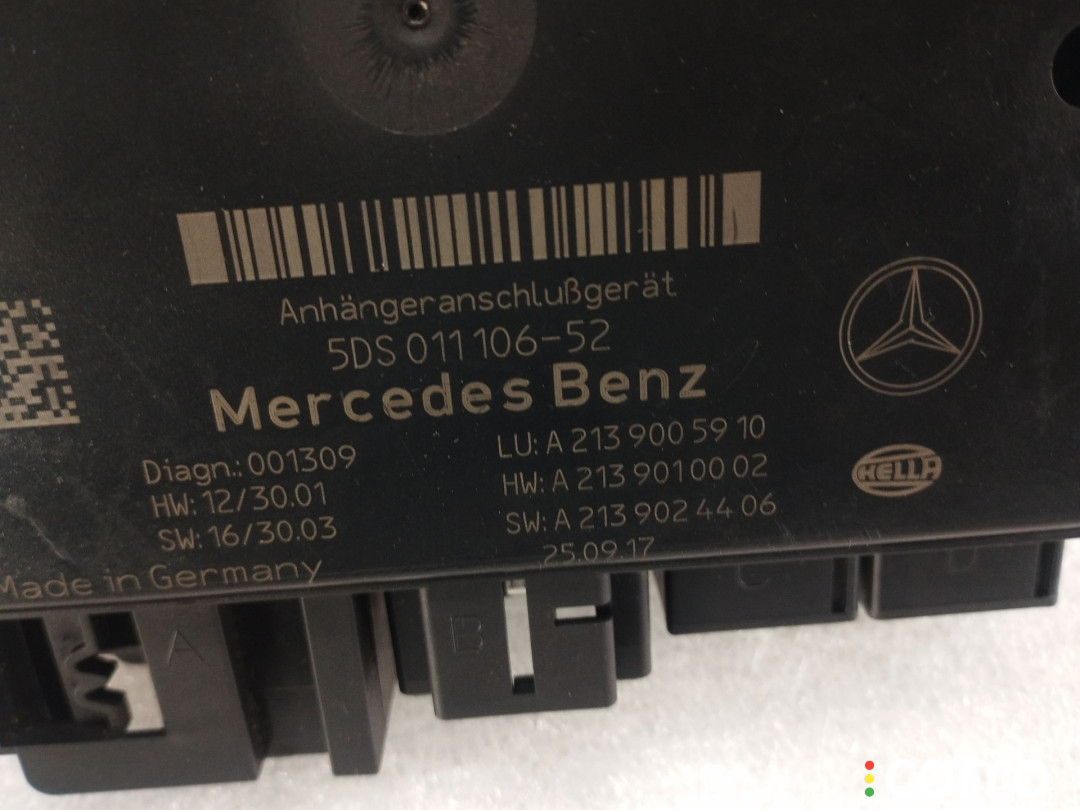 Anhängeranschlußgerät
5DS 011 106-52
Mercedes Benz
Diagn.: 001309
HW: 12/30.01
SW: 16/30.03
Made in Germany
LU: A 213 900 59 10
HW: A 213 901 00 02
SW: A 213 902 44 06
25.09.17
HELLA
A
B
C
D